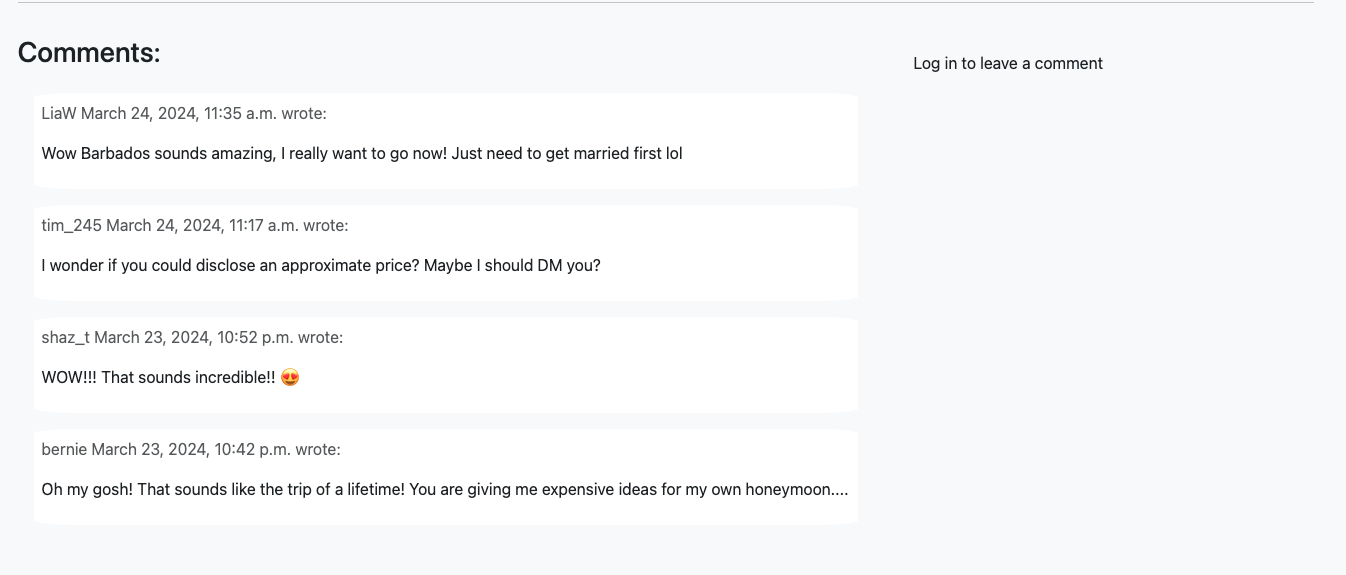 Comments:
Log in to leave a comment
LiaW March 24, 2024, 11:35 a.m. wrote:
Wow Barbados sounds amazing, I really want to go now! Just need to get married first lol
tim_245 March 24, 2024, 11:17 a.m. wrote:
I wonder if you could disclose an approximate price? Maybe I should DM you?
shaz_t March 23, 2024, 10:52 p.m. wrote:
WOW!!! That sounds incredible!! 😍
bernie March 23, 2024, 10:42 p.m. wrote:
Oh my gosh! That sounds like the trip of a lifetime! You are giving me expensive ideas for my own honeymoon....